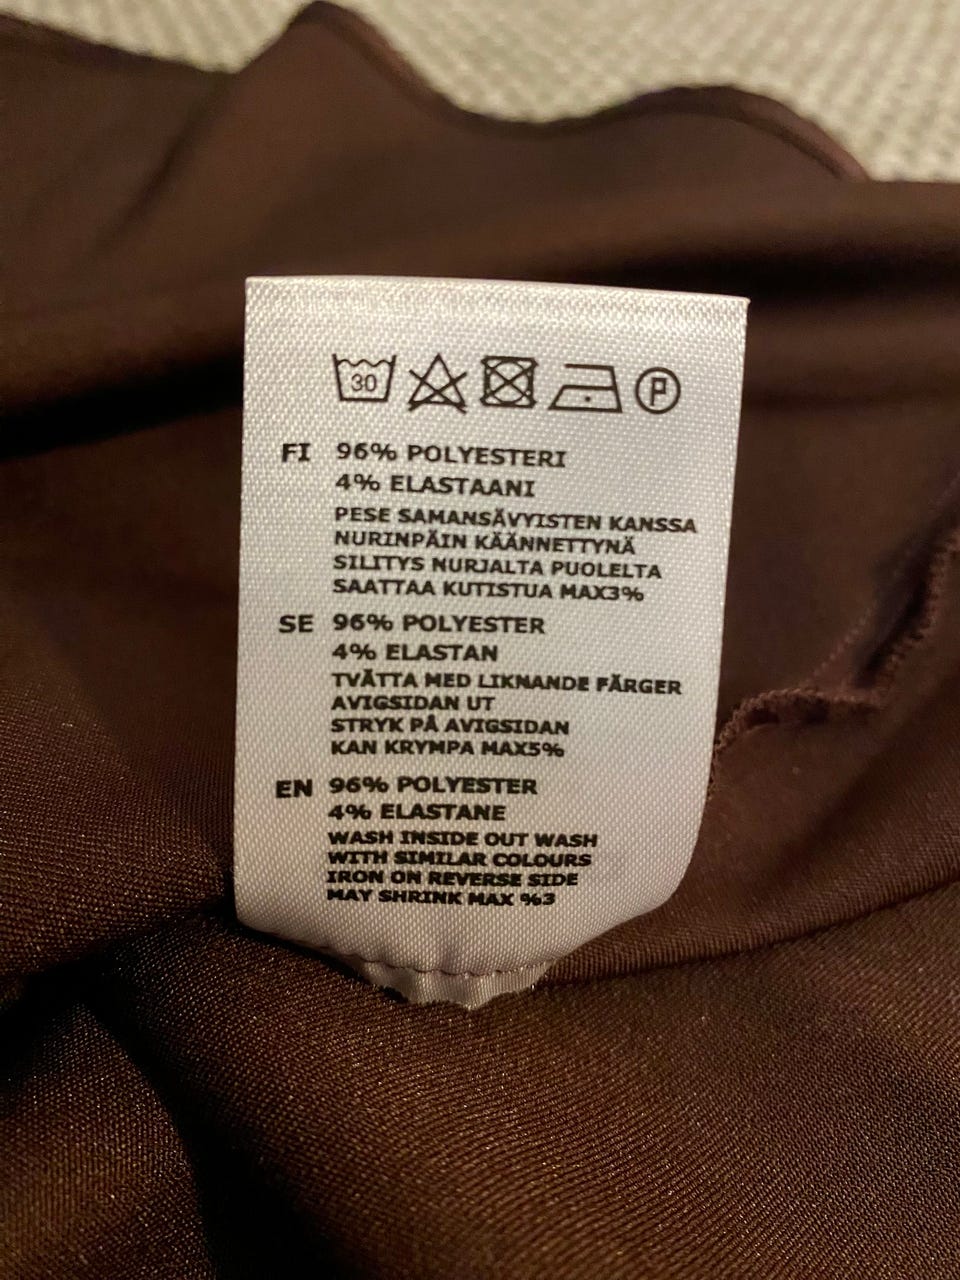 30
P
FI 96% POLYESTERI
4% ELASTAANI
PESE SAMANSÄVYISTEN KANSSA
NURINPÄIN KÄÄNNETTYNÄ
SILITYS NURJALTA PUOLELTA
SAATTAA KUTISTUA MAX3%
SE 96% POLYESTER
4% ELASTAN
TVÄTTA MED LIKNANDE FÄRGER
AVIGSIDAN UT
STRYK PÅ AVIGSIDAN
KAN KRYMPA MAX5%
EN 96% POLYESTER
4% ELASTANE
WASH INSIDE OUT WASH
WITH SIMILAR COLOURS
IRON ON REVERSE SIDE
MAY SHRINK MAX %3